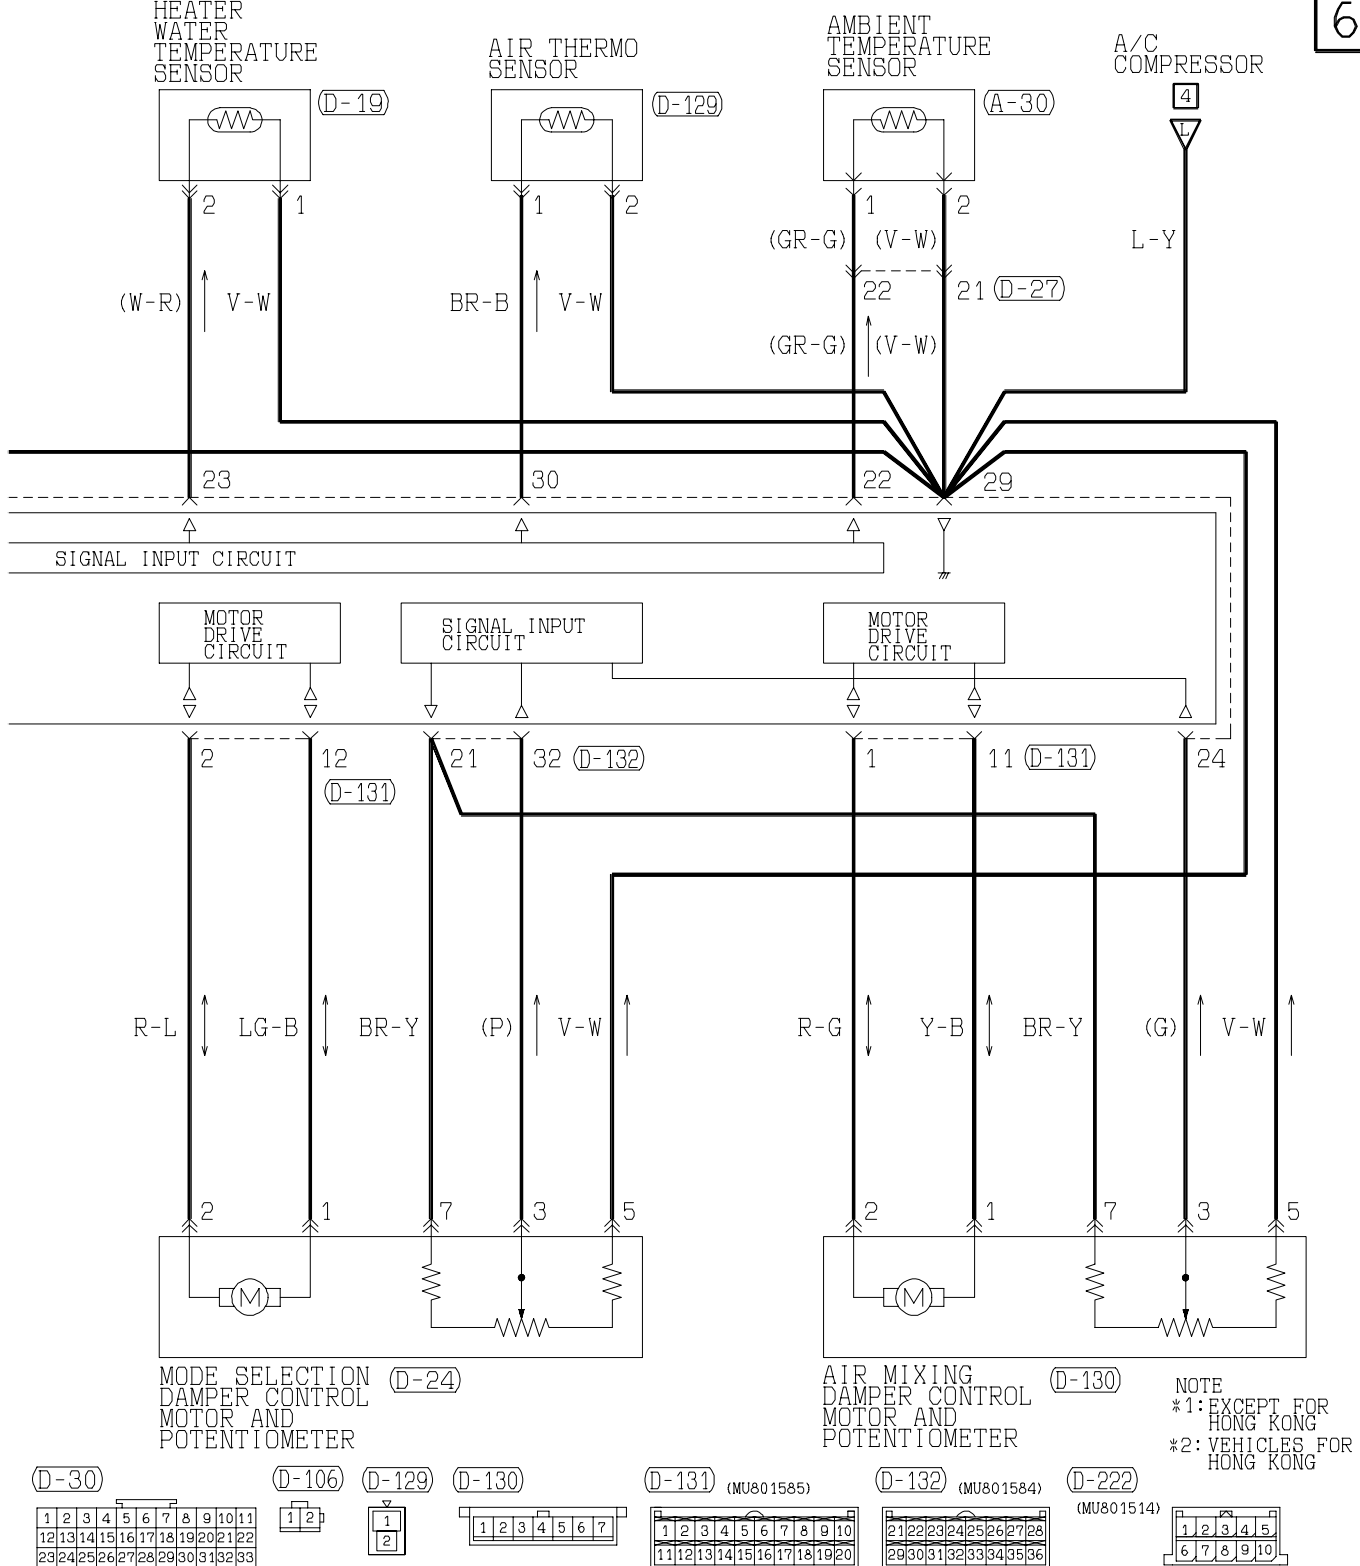 6
HEATER
WATER
TEMPERATURE
SENSOR
AIR THERMO
SENSOR
AMBIENT
TEMPERATURE
SENSOR
A/C
COMPRESSOR
D-19
D-129
A-30
4
L
2 1 1 2 1 2
(GR-G) (V-W) L-Y
22 21 D-27
(W-R) V-W BR-B V-W
(GR-G) (V-W)
23 30 22 29
SIGNAL INPUT CIRCUIT
MOTOR
DRIVE
CIRCUIT
SIGNAL INPUT
CIRCUIT
MOTOR
DRIVE
CIRCUIT
2 12 21 32 D-132 1 11 D-131 24
D-131
R-L LG-B BR-Y (P) V-W R-G Y-B BR-Y (G) V-W
2 1 7 3 5 2 1 7 3 5
M M
MODE SELECTION
DAMPER CONTROL
MOTOR AND
POTENTIOMETER
D-24
AIR MIXING
DAMPER CONTROL
MOTOR AND
POTENTIOMETER
D-130
NOTE
*1:EXCEPT FOR
HONG KONG
*2:VEHICLES FOR
HONG KONG
D-30
1 2 3 4 5 6 7 8 9 10 11
12 13 14 15 16 17 18 19 20 21 22
23 24 25 26 27 28 29 30 31 32 33
D-106
1 2
D-129
1
2
D-130
1 2 3 4 5 6 7
D-131 (MU801585)
1 2 3 4 5 6 7 8 9 10
11 12 13 14 15 16 17 18 19 20
D-132 (MU801584)
21 22 23 24 25 26 27 28
29 30 31 32 33 34 35 36
D-222
(MU801514)
1 2 3 4 5
6 7 8 9 10